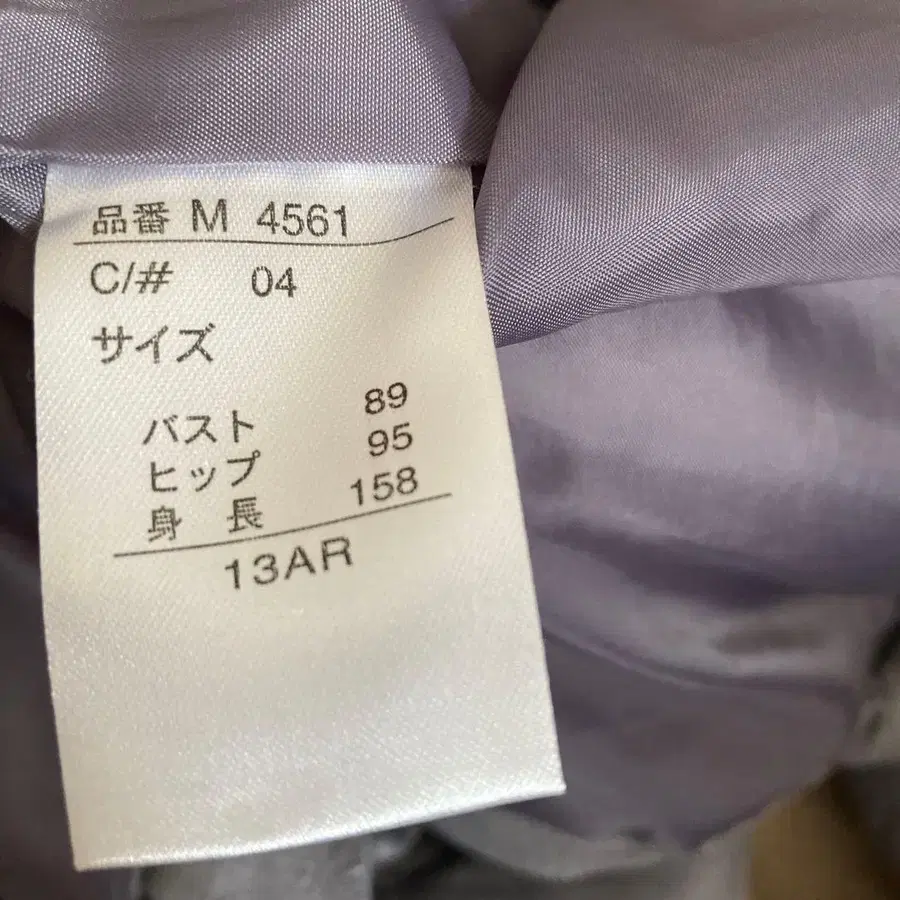 品番 M 4561
C/# 04
サイズ
バスト 89
ヒップ 95
身 長 158
13AR